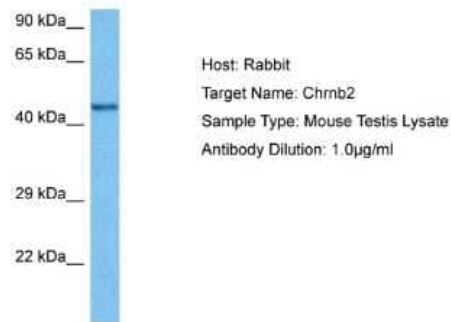 90 kDa
65 kDa
40 kDa
29 kDa
22 kDa
Host: Rabbit
Target Name: Chrnb2
Sample Type: Mouse Testis Lysate
Antibody Dilution: 1.0µg/ml